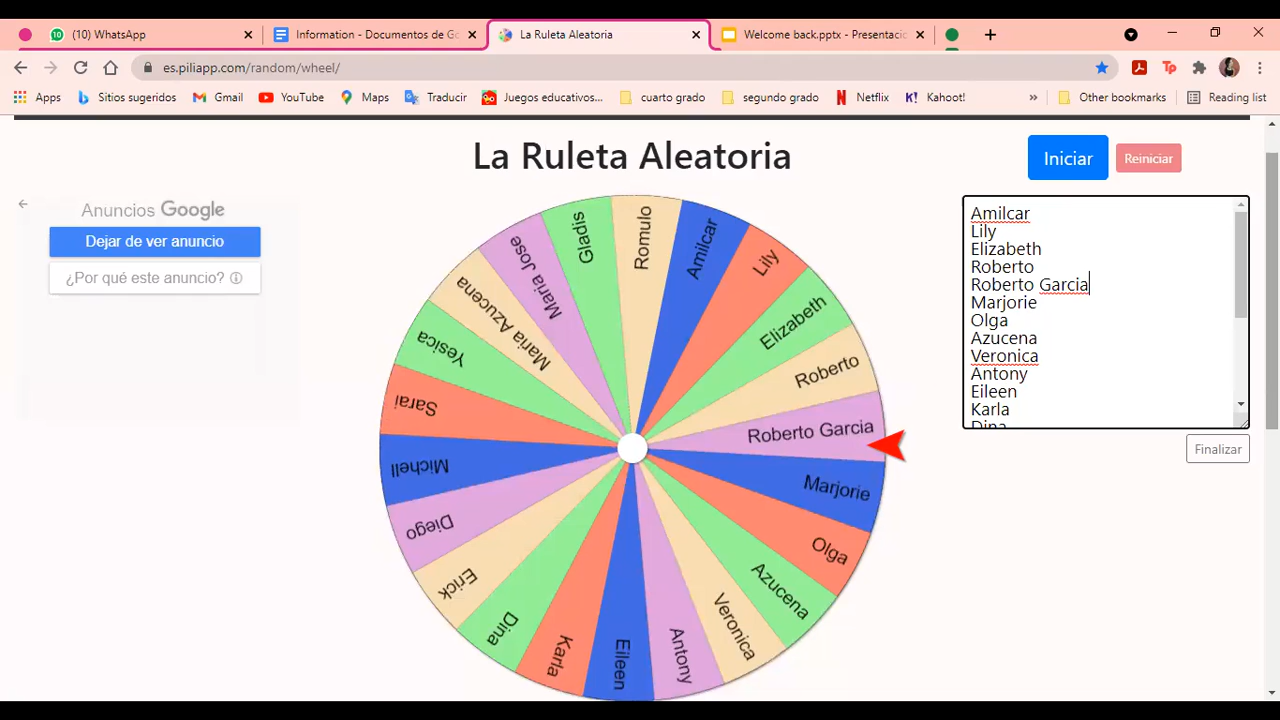 (10) WhatsApp
Information - Documentos de Go
La Ruleta Aleatoria
Welcome back.pptx - Presentacio
es.piliapp.com/random/wheel/
Apps
Sitios sugeridos
Gmail
YouTube
Maps
Traducir
Juegos educativos...
cuarto grado
segundo grado
Netflix
Kahoot!
»
Other bookmarks
Reading list
La Ruleta Aleatoria
Iniciar
Reiniciar
Anuncios Google
Dejar de ver anuncio
¿Por qué este anuncio?
Romulo
Amilcar
Lily
Elizabeth
Roberto
Roberto Garcia
Marjorie
Olga
Azucena
Veronica
Antony
Eileen
Karla
Dina
Erick
Diego
Michell
Sarai
Yesica
Maria Azucena
Maria Jose
Gladis
Amilcar
Lily
Elizabeth
Roberto
Roberto Garcia
Marjorie
Olga
Azucena
Veronica
Antony
Eileen
Karla
Dina
Finalizar